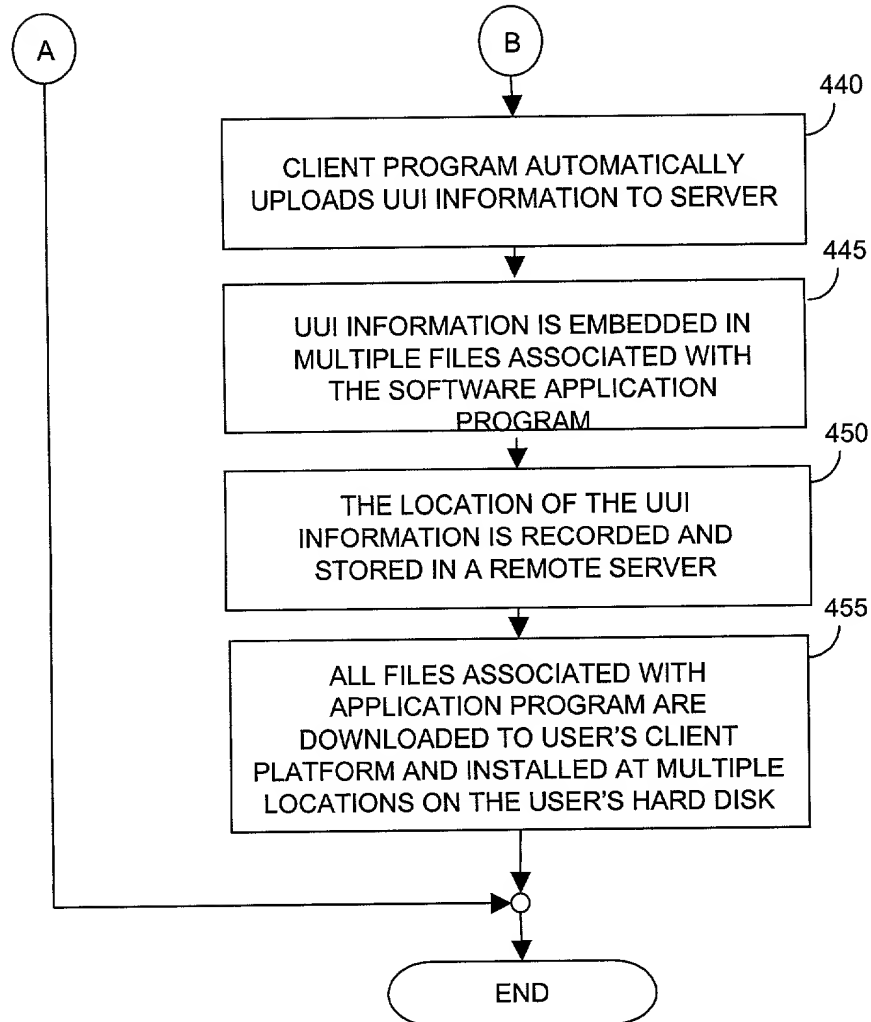 A
B
440
CLIENT PROGRAM AUTOMATICALLY
UPLOADS UUI INFORMATION TO SERVER
445
UUI INFORMATION IS EMBEDDED IN
MULTIPLE FILES ASSOCIATED WITH
THE SOFTWARE APPLICATION
PROGRAM
450
THE LOCATION OF THE UUI
INFORMATION IS RECORDED AND
STORED IN A REMOTE SERVER
455
ALL FILES ASSOCIATED WITH
APPLICATION PROGRAM ARE
DOWNLOADED TO USER'S CLIENT
PLATFORM AND INSTALLED AT MULTIPLE
LOCATIONS ON THE USER'S HARD DISK
END